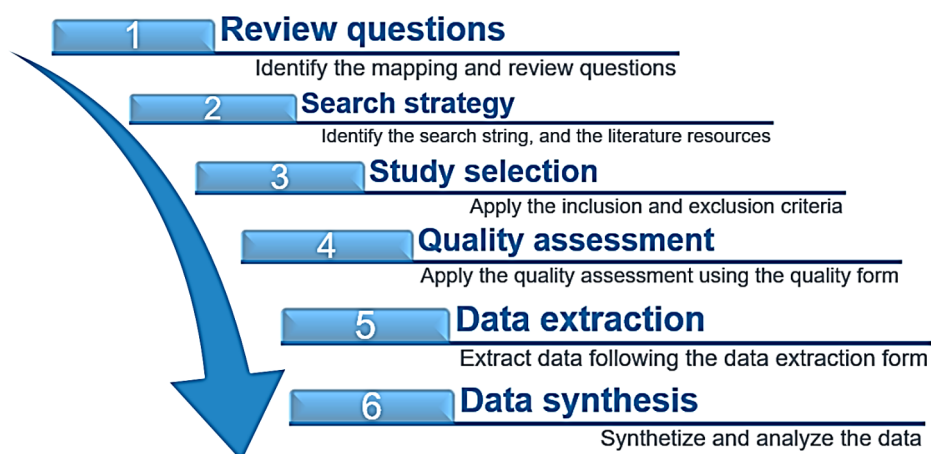 1 Review questions
Identify the mapping and review questions
2 Search strategy
Identify the search string, and the literature resources
3 Study selection
Apply the inclusion and exclusion criteria
4 Quality assessment
Apply the quality assessment using the quality form
5 Data extraction
Extract data following the data extraction form
6 Data synthesis
Synthetize and analyze the data